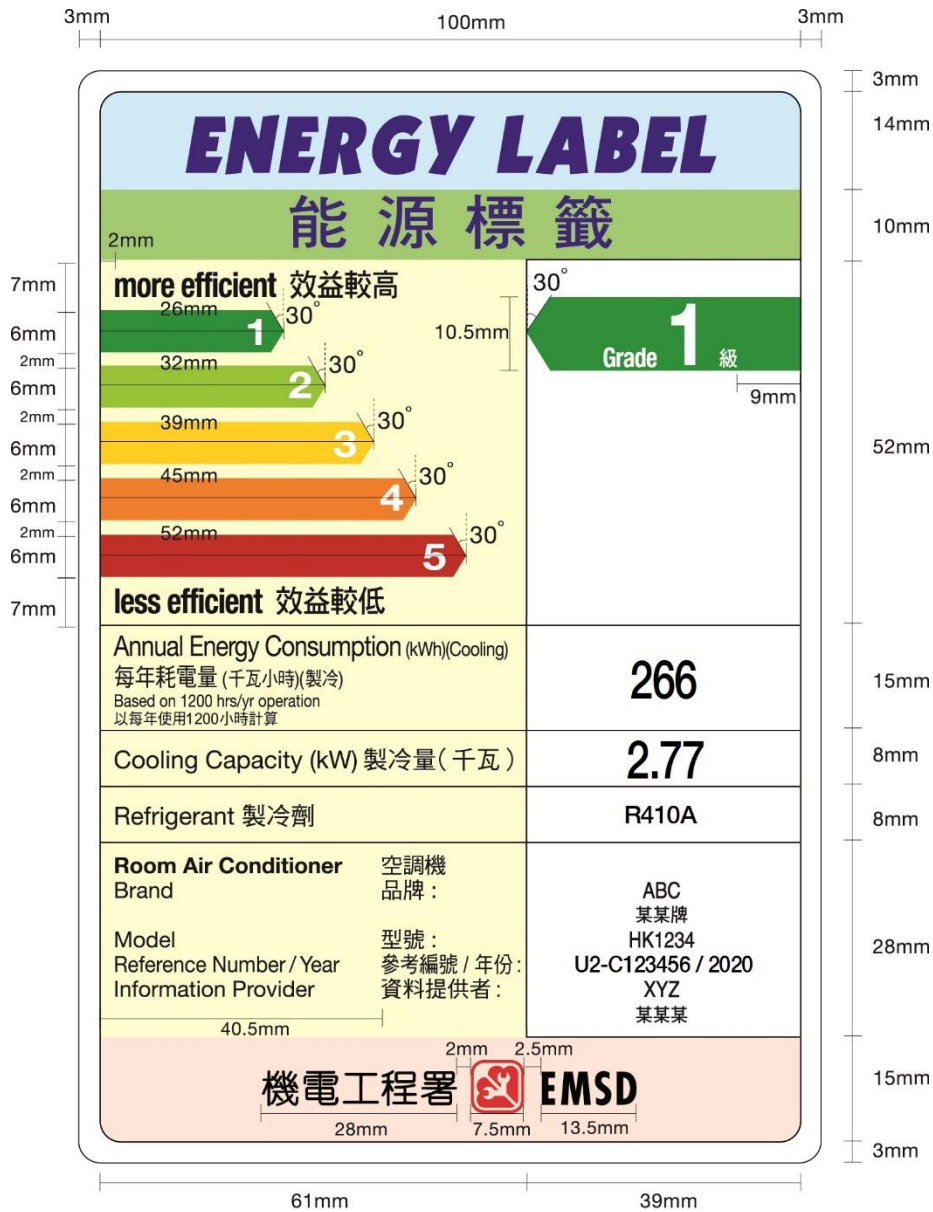 3mm 100mm 3mm
3mm
ENERGY LABEL
14mm
能源標籤
10mm
2mm
7mm
more efficient 效益較高
30°
26mm 30°
6mm
1
10.5mm
Grade 1 級
2mm
32mm 30°
6mm
2
9mm
2mm
39mm 30°
6mm
3
52mm
2mm
45mm 30°
6mm
4
2mm
52mm 30°
6mm
5
7mm
less efficient 效益較低
Annual Energy Consumption (kWh)(Cooling)
每年耗電量 (千瓦小時)(製冷)
Based on 1200 hrs/yr operation
以每年使用1200小時計算
266
15mm
Cooling Capacity (kW) 製冷量( 千瓦 )
2.77
8mm
Refrigerant 製冷劑
R410A
8mm
Room Air Conditioner 空調機
Brand 品牌 :
ABC
某某牌
Model 型號 :
HK1234
28mm
Reference Number / Year 參考編號 / 年份 :
U2-C123456 / 2020
Information Provider 資料提供者 :
XYZ
某某某
40.5mm
2mm 2.5mm
機電工程署 EMSD
15mm
28mm 7.5mm 13.5mm
3mm
61mm 39mm